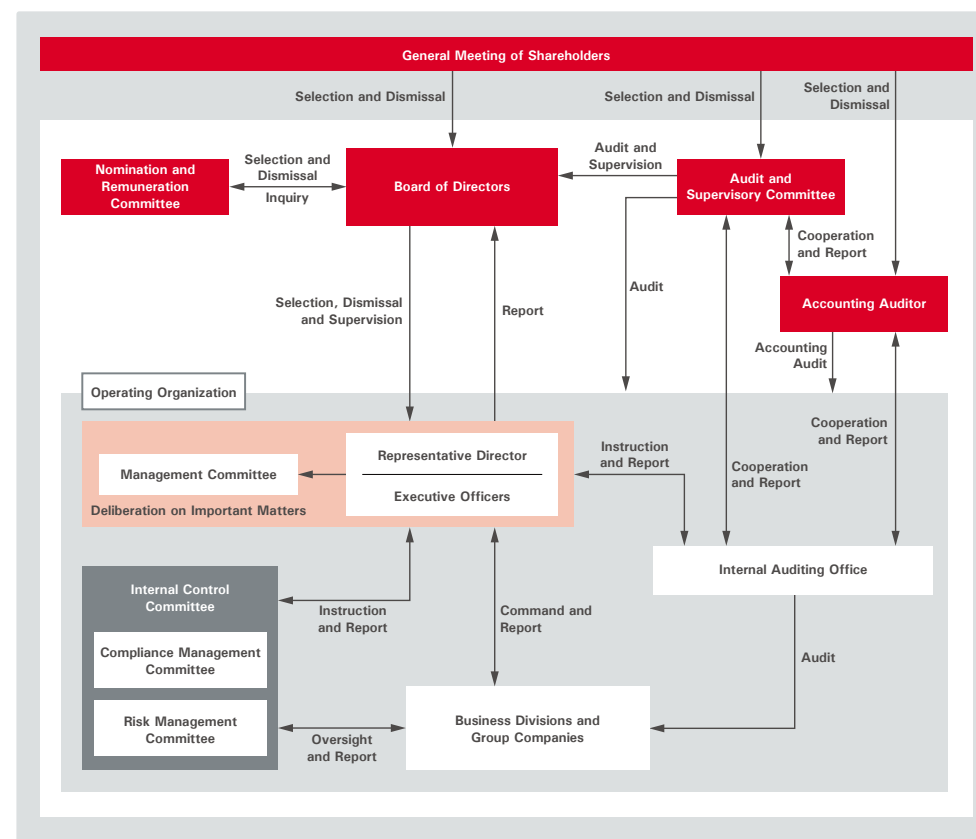 General Meeting of Shareholders
Selection and Dismissal
Selection and Dismissal
Selection and
Dismissal
Nomination and
Remuneration
Committee
Selection and
Dismissal
Inquiry
Board of Directors
Audit and
Supervision
Audit and
Supervisory Committee
Cooperation
and Report
Accounting Auditor
Selection, Dismissal
and Supervision
Report
Audit
Accounting
Audit
Operating Organization
Management Committee
Deliberation on Important Matters
Representative Director
Executive Officers
Instruction
and Report
Cooperation
and Report
Cooperation
and Report
Internal Auditing Office
Internal Control
Committee
Compliance Management
Committee
Risk Management
Committee
Instruction
and Report
Command and
Report
Audit
Oversight
and Report
Business Divisions and
Group Companies